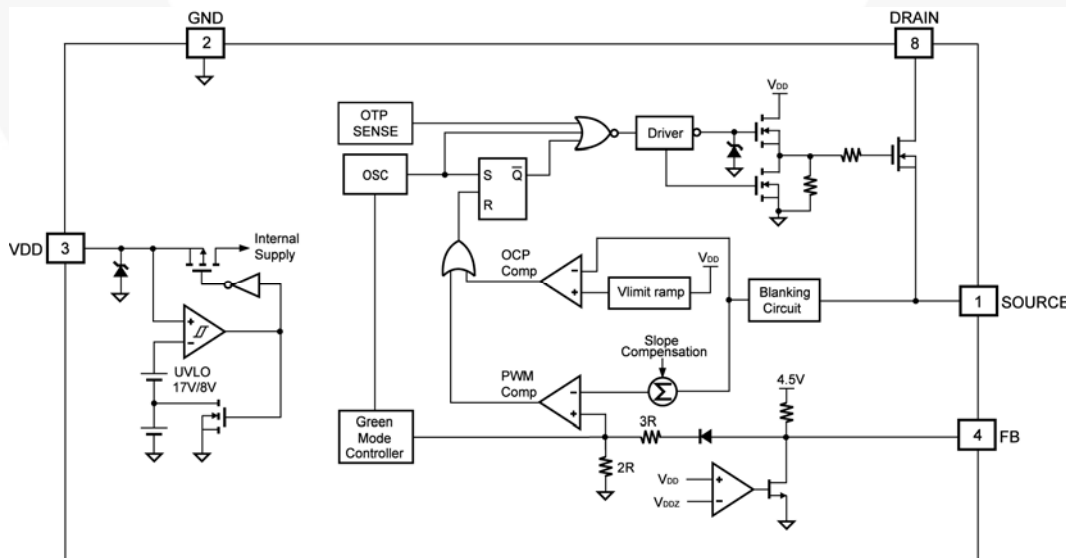 GND
2
DRAIN
8
VDD
OTP
SENSE
Driver
OSC
S
Q̅
R
VDD
3
Internal
Supply
OCP
Comp
-
+
Vlimit ramp
VDD
Blanking
Circuit
1
SOURCE
+
-
UVLO
17V/8V
Slope
Compensation
Σ
PWM
Comp
-
+
4.5V
Green
Mode
Controller
3R
4
FB
2R
VDD
VDDZ
+
-